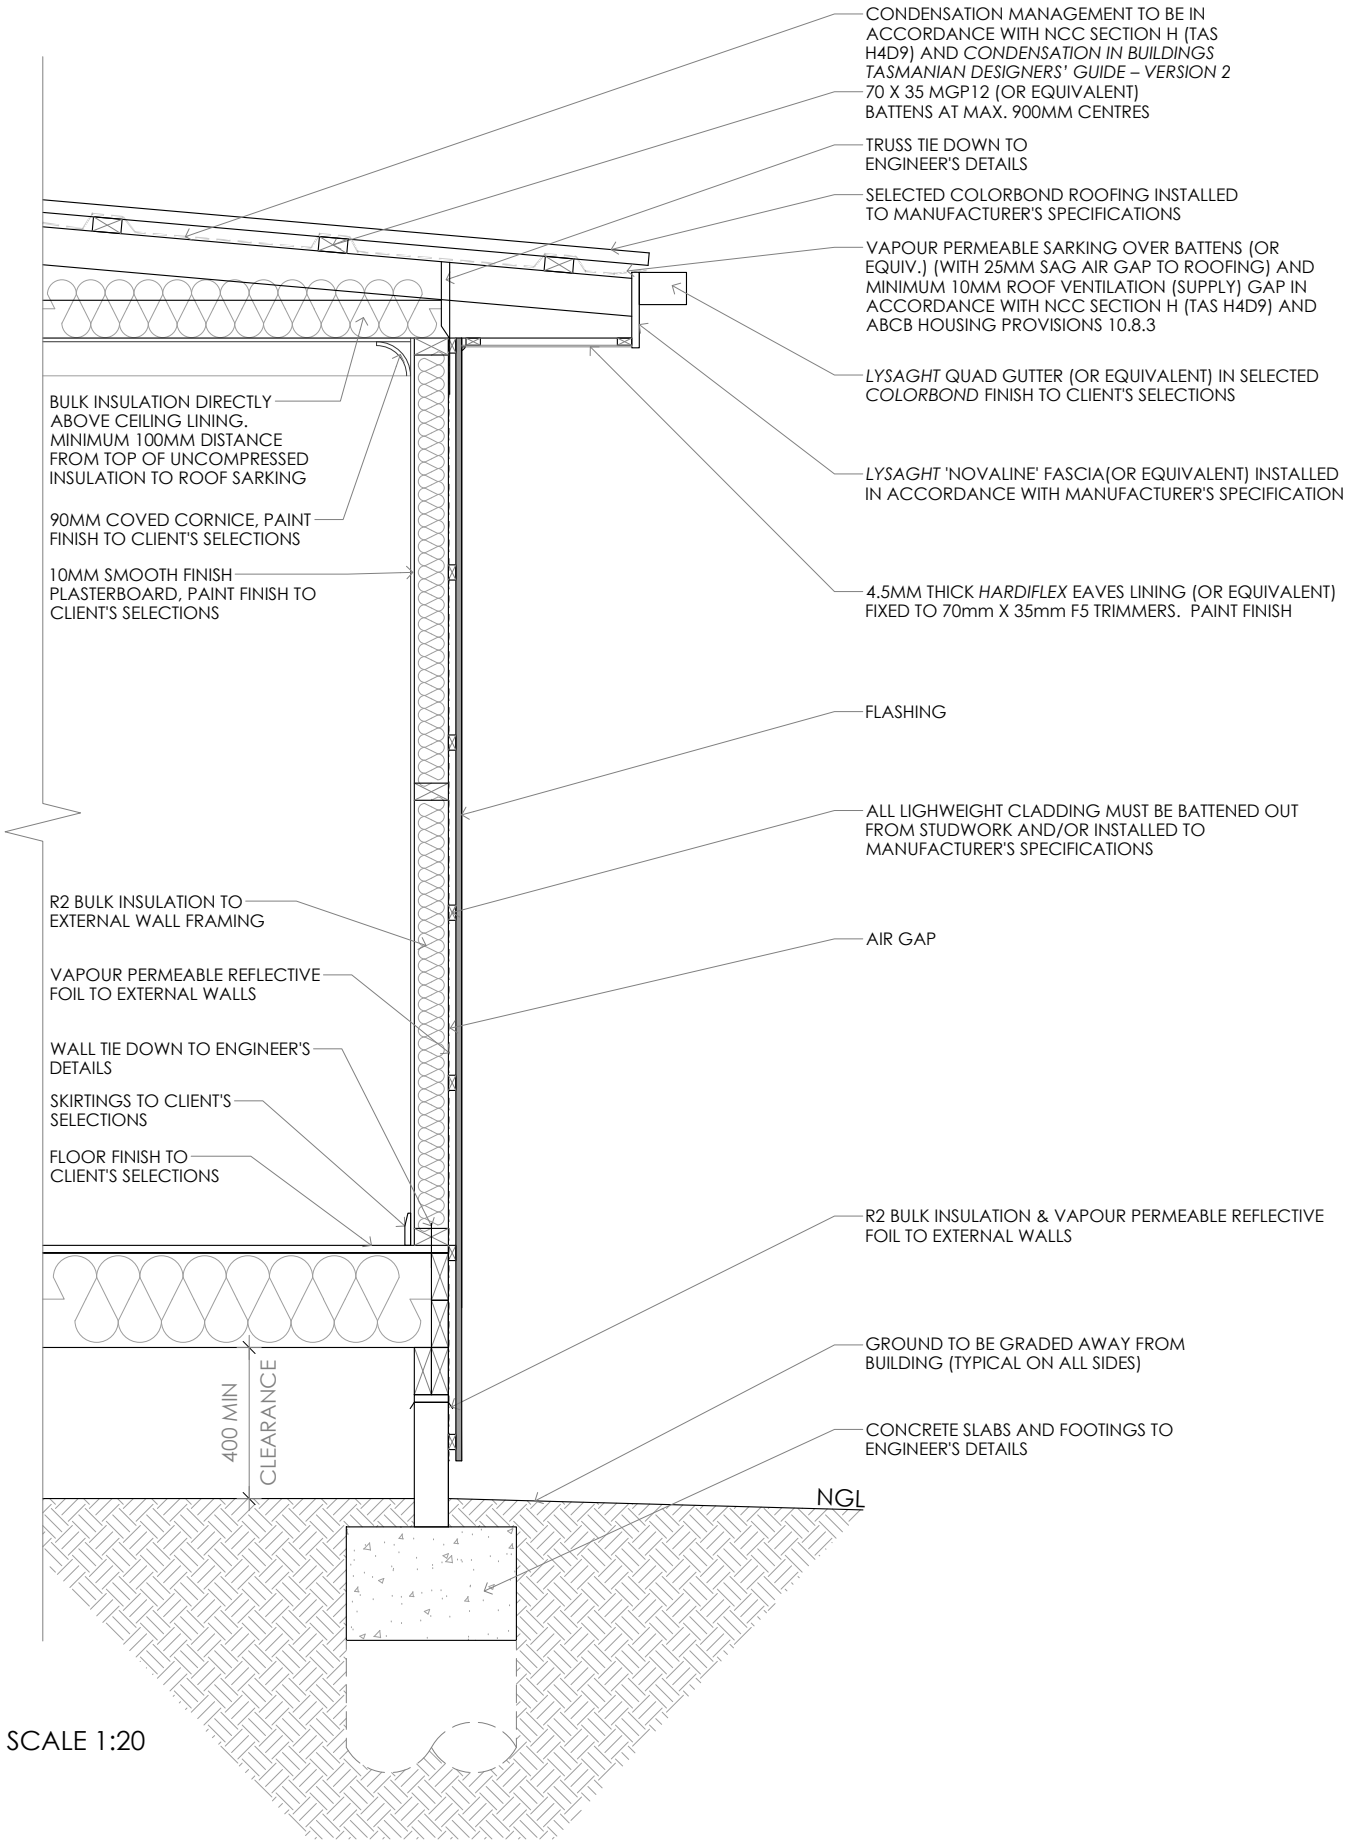 CONDENSATION MANAGEMENT TO BE IN
ACCORDANCE WITH NCC SECTION H (TAS
H4D9) AND CONDENSATION IN BUILDINGS
TASMANIAN DESIGNERS' GUIDE – VERSION 2
70 X 35 MGP12 (OR EQUIVALENT)
BATTENS AT MAX. 900MM CENTRES
TRUSS TIE DOWN TO
ENGINEER'S DETAILS
SELECTED COLORBOND ROOFING INSTALLED
TO MANUFACTURER'S SPECIFICATIONS
VAPOUR PERMEABLE SARKING OVER BATTENS (OR
EQUIV.) (WITH 25MM SAG AIR GAP TO ROOFING) AND
MINIMUM 10MM ROOF VENTILATION (SUPPLY) GAP IN
ACCORDANCE WITH NCC SECTION H (TAS H4D9) AND
ABCB HOUSING PROVISIONS 10.8.3
LYSAGHT QUAD GUTTER (OR EQUIVALENT) IN SELECTED
COLORBOND FINISH TO CLIENT'S SELECTIONS
LYSAGHT 'NOVALINE' FASCIA(OR EQUIVALENT) INSTALLED
IN ACCORDANCE WITH MANUFACTURER'S SPECIFICATION
4.5MM THICK HARDIFLEX EAVES LINING (OR EQUIVALENT)
FIXED TO 70mm X 35mm F5 TRIMMERS.  PAINT FINISH
FLASHING
ALL LIGHWEIGHT CLADDING MUST BE BATTENED OUT
FROM STUDWORK AND/OR INSTALLED TO
MANUFACTURER'S SPECIFICATIONS
AIR GAP
R2 BULK INSULATION & VAPOUR PERMEABLE REFLECTIVE
FOIL TO EXTERNAL WALLS
GROUND TO BE GRADED AWAY FROM
BUILDING (TYPICAL ON ALL SIDES)
CONCRETE SLABS AND FOOTINGS TO
ENGINEER'S DETAILS
NGL
BULK INSULATION DIRECTLY
ABOVE CEILING LINING.
MINIMUM 100MM DISTANCE
FROM TOP OF UNCOMPRESSED
INSULATION TO ROOF SARKING
90MM COVED CORNICE, PAINT
FINISH TO CLIENT'S SELECTIONS
10MM SMOOTH FINISH
PLASTERBOARD, PAINT FINISH TO
CLIENT'S SELECTIONS
R2 BULK INSULATION TO
EXTERNAL WALL FRAMING
VAPOUR PERMEABLE REFLECTIVE
FOIL TO EXTERNAL WALLS
WALL TIE DOWN TO ENGINEER'S
DETAILS
SKIRTINGS TO CLIENT'S
SELECTIONS
FLOOR FINISH TO
CLIENT'S SELECTIONS
400 MIN
CLEARANCE
SCALE 1:20